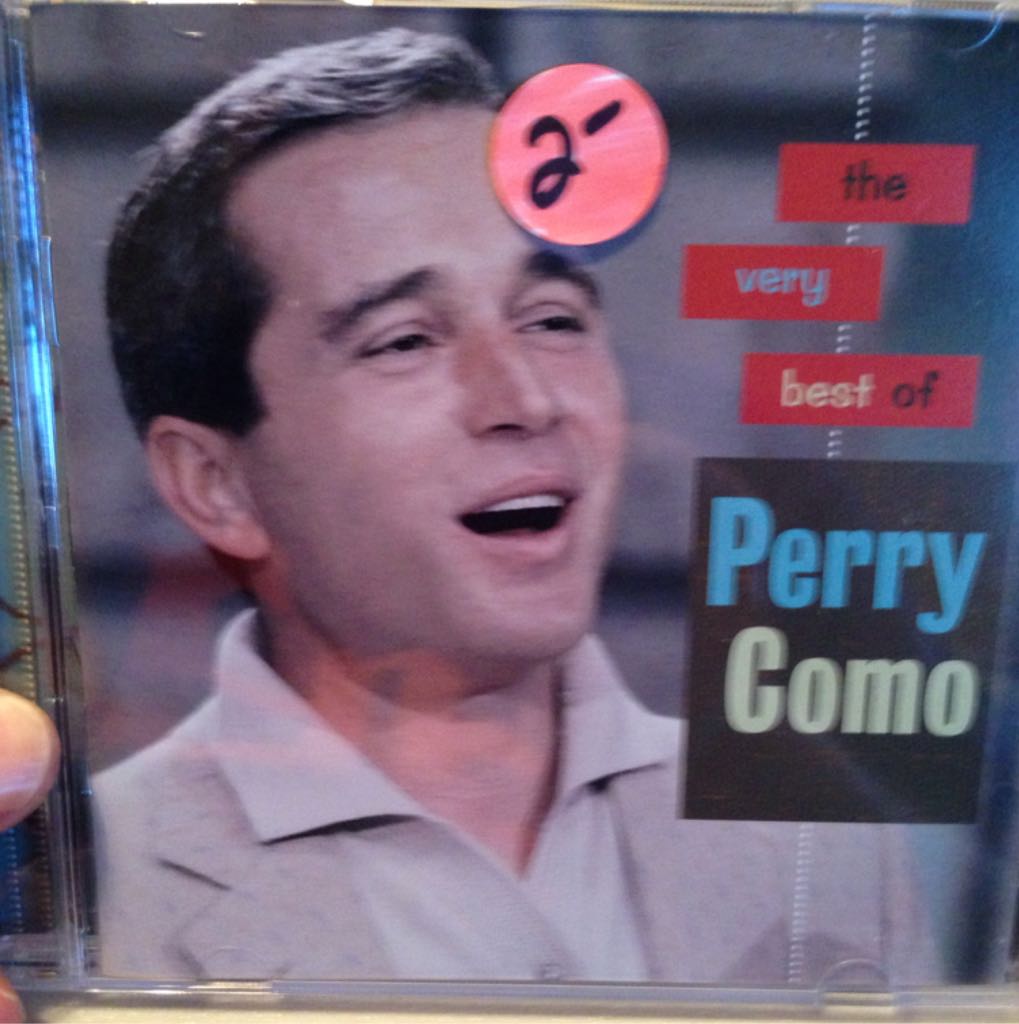 2-
the
very
best of
Perry
Como